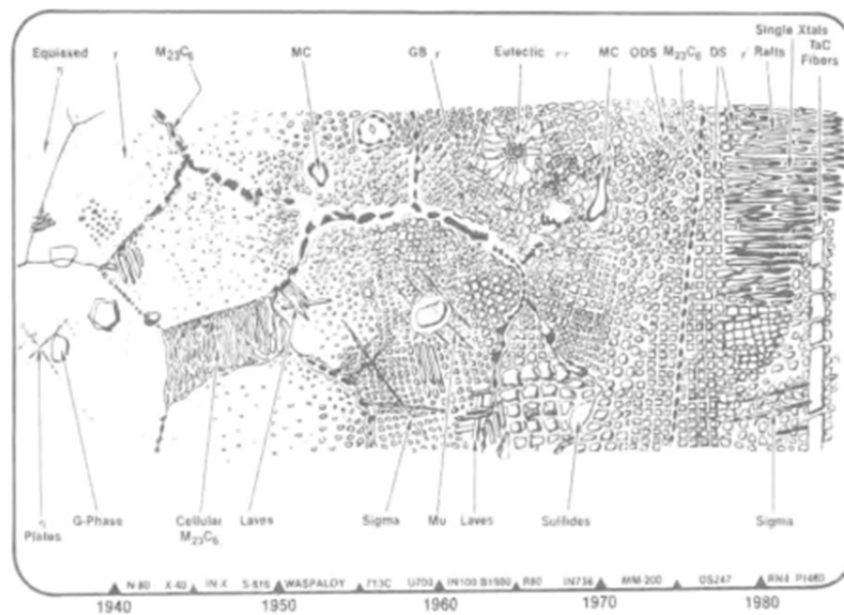 Single Xtals
Equiaxed γ M23C6 MC GB γ' Eutectic γ-γ' MC ODS M23C6 DS γ' Rafts TaC
η Fibers
η G-Phase Cellular Laves Sigma Mu Laves Sulfides Sigma
Plates M23C6
N-80 X-40 IN-X S-816 WASPALOY 713C U700 IN100 B1900 R80 IN738 MM-200 DS247 RN4 P1480
1940 1950 1960 1970 1980